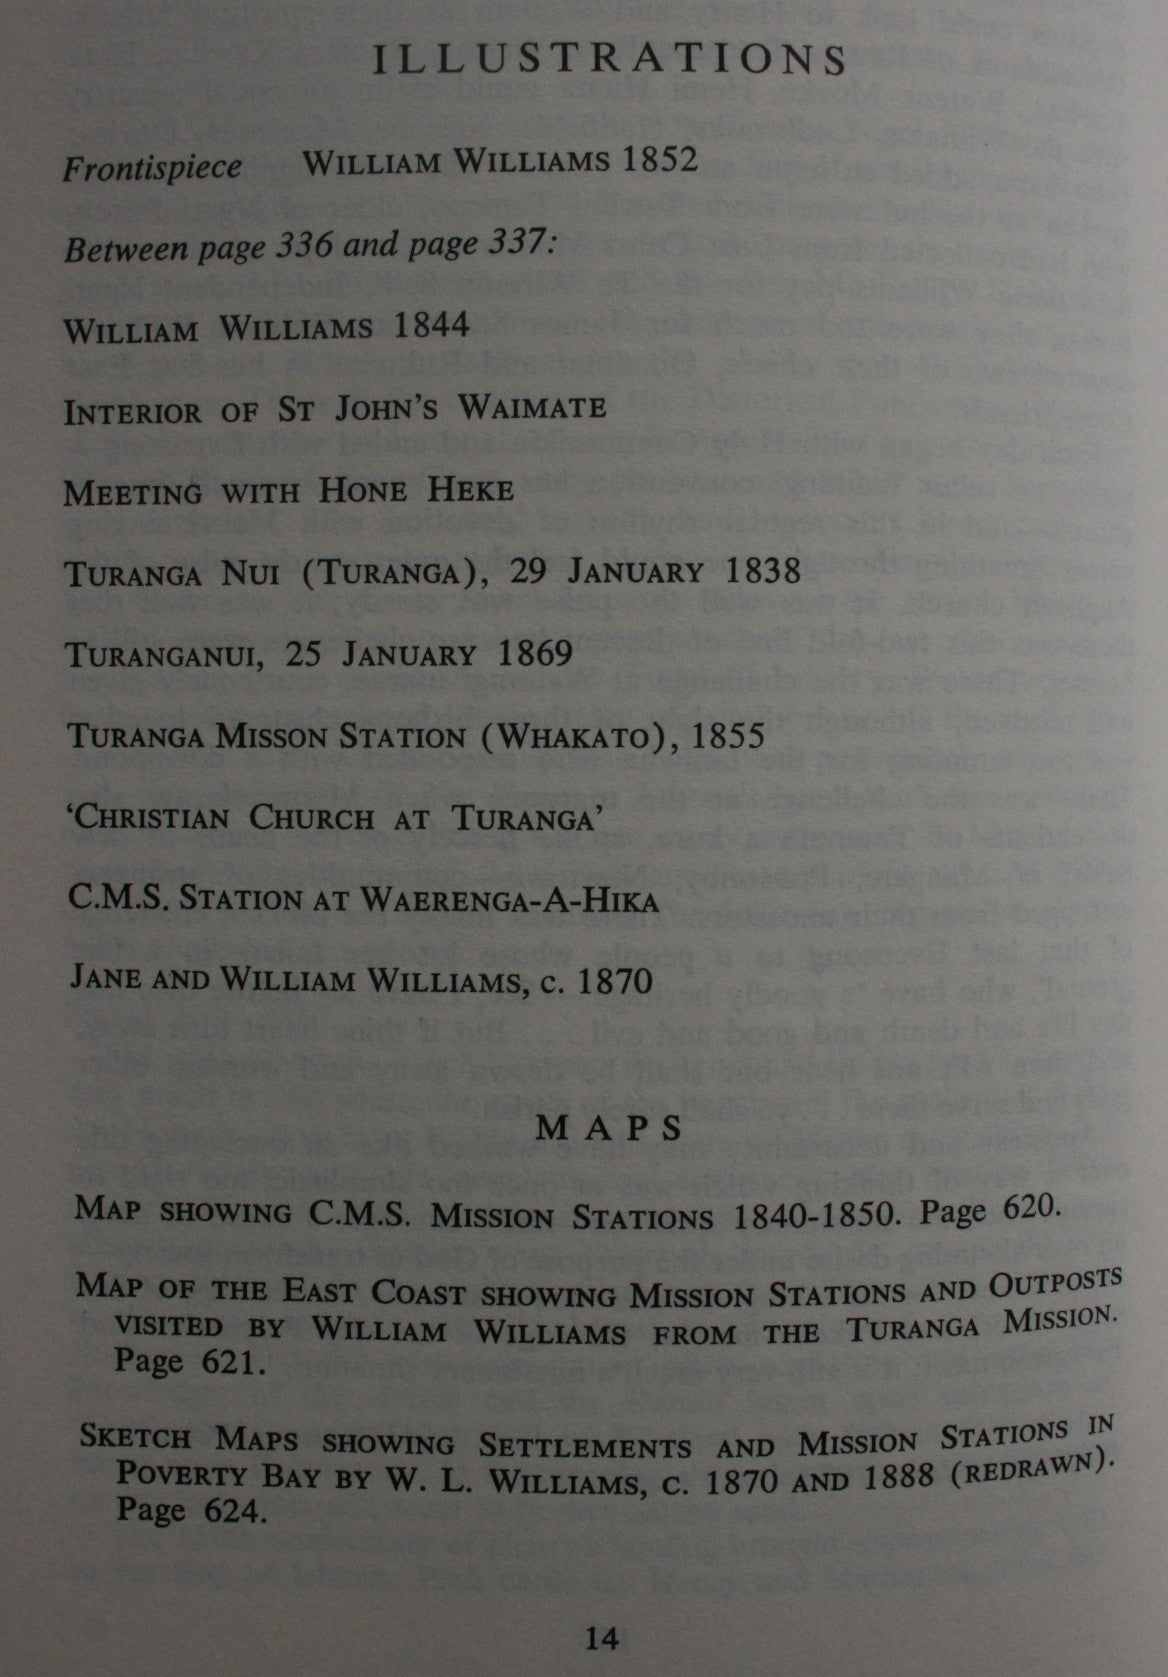 ILLUSTRATIONS
Frontispiece WILLIAM WILLIAMS 1852
Between page 336 and page 337:
WILLIAM WILLIAMS 1844
INTERIOR OF ST JOHN'S WAIMATE
MEETING WITH HONE HEKE
TURANGA NUI (TURANGA), 29 JANUARY 1838
TURANGANUI, 25 JANUARY 1869
TURANGA MISSON STATION (WHAKATO), 1855
'CHRISTIAN CHURCH AT TURANGA'
C.M.S. STATION AT WAERENGA-A-HIKA
JANE AND WILLIAM WILLIAMS, c. 1870
MAPS
MAP SHOWING C.M.S. MISSION STATIONS 1840-1850. Page 620.
MAP OF THE EAST COAST SHOWING MISSION STATIONS AND OUTPOSTS
VISITED BY WILLIAM WILLIAMS FROM THE TURANGA MISSION.
Page 621.
SKETCH MAPS SHOWING SETTLEMENTS AND MISSION STATIONS IN
POVERTY BAY BY W. L. WILLIAMS, C. 1870 AND 1888 (REDRAWN).
Page 624.
14